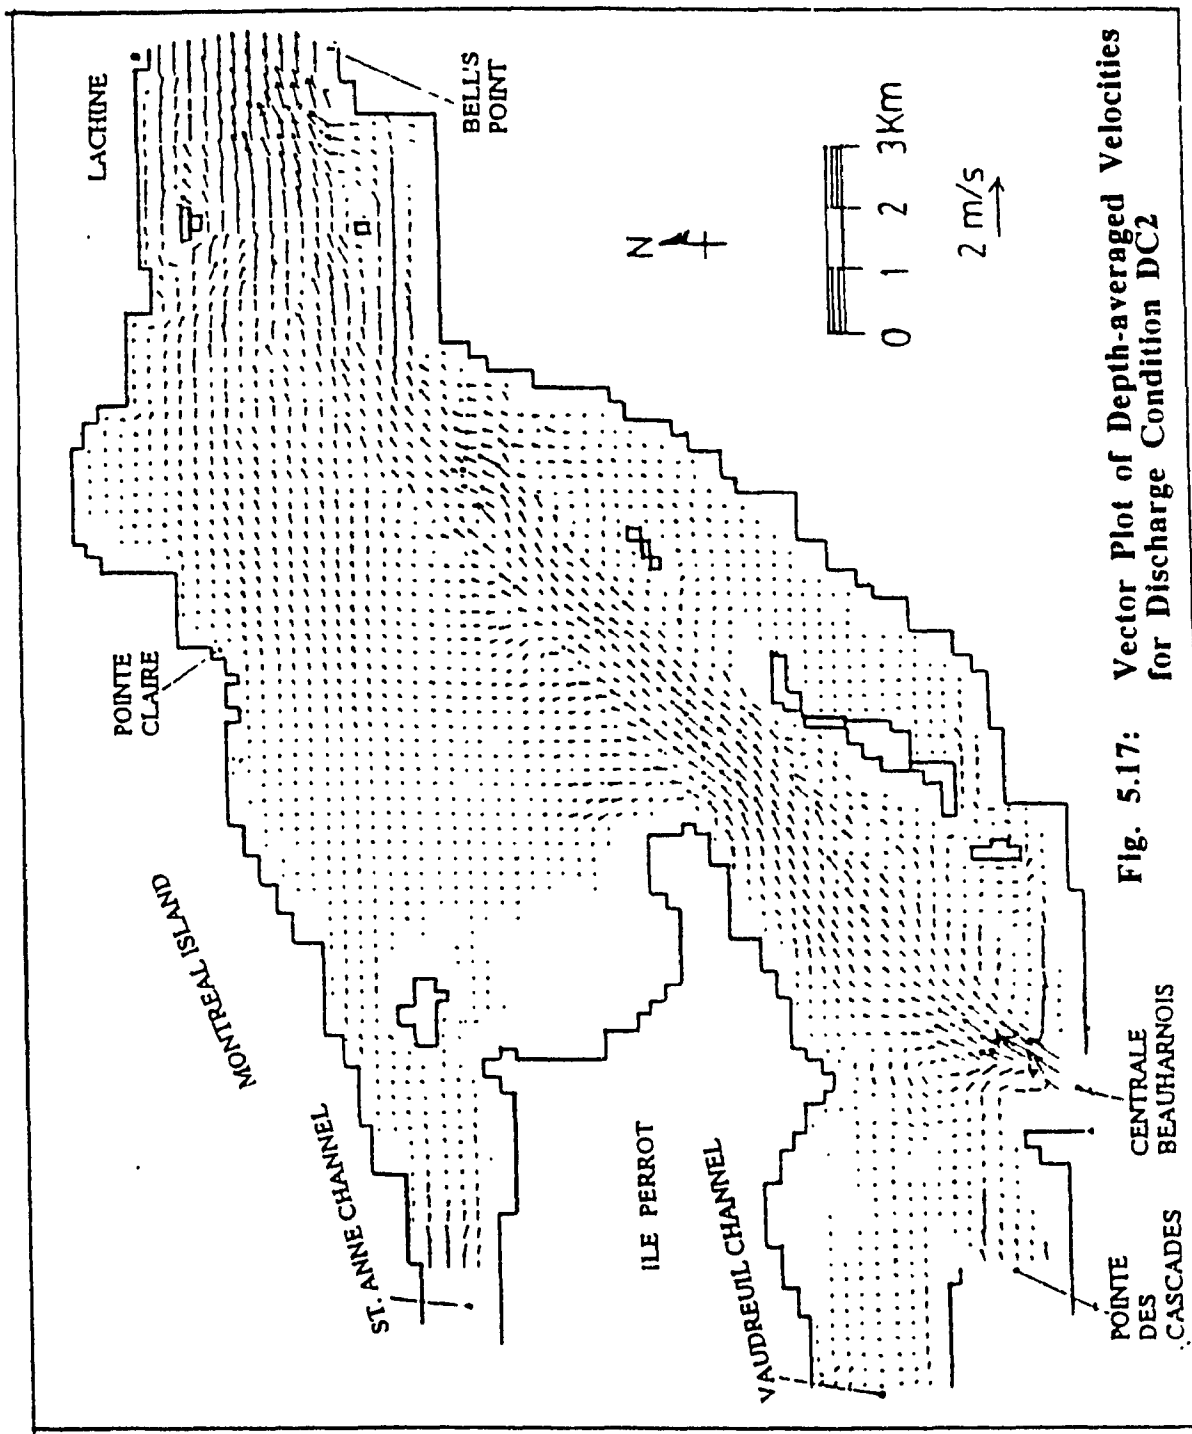 LACHINE
BELL'S
POINT
POINTE
CLAIRE
MONTREAL ISLAND
ST. ANNE CHANNEL
ILE PERROT
VAUDREUIL CHANNEL
POINTE
DES
CASCADES
CENTRALE
BEAUHARNOIS
N
0 1 2 3Km
2 m/s
Fig. 5.17: Vector Plot of Depth-averaged Velocities
for Discharge Condition DC2